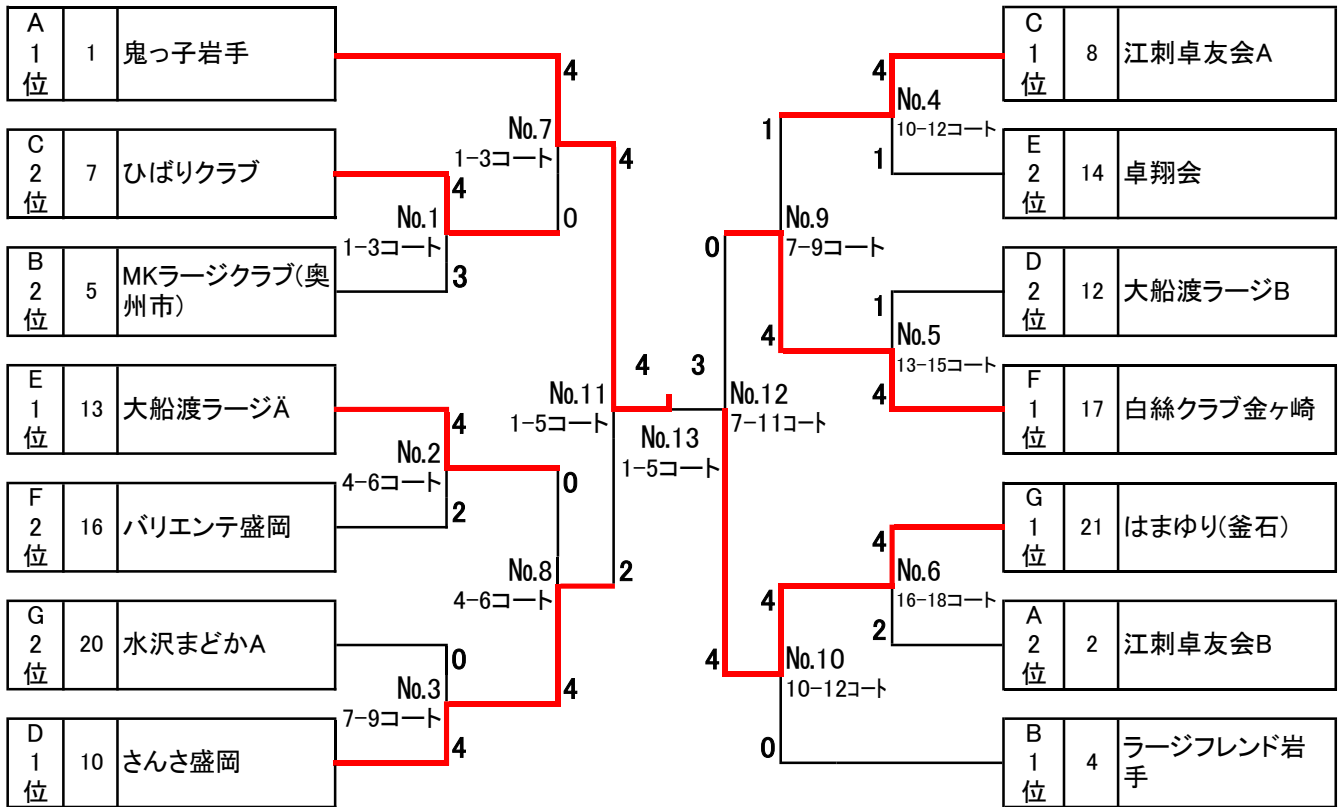 A
1
位
1
鬼っ子岩手
C
2
位
7
ひばりクラブ
B
2
位
5
MKラージクラブ(奥
州市)
E
1
位
13
大船渡ラージÄ
F
2
位
16
バリエンテ盛岡
G
2
位
20
水沢まどかA
D
1
位
10
さんさ盛岡
4
No.1
1-3コート
3
4
No.2
4-6コート
2
0
No.3
7-9コート
4
4
No.7
1-3コート
0
0
No.8
4-6コート
4
4
No.11
1-5コート
2
4
3
No.13
1-5コート
0
No.12
7-11コート
4
1
No.9
7-9コート
4
4
No.10
10-12コート
0
4
No.4
10-12コート
1
1
No.5
13-15コート
4
4
No.6
16-18コート
2
C
1
位
8
江刺卓友会A
E
2
位
14
卓翔会
D
2
位
12
大船渡ラージB
F
1
位
17
白絲クラブ金ヶ崎
G
1
位
21
はまゆり(釜石)
A
2
位
2
江刺卓友会B
B
1
位
4
ラージフレンド岩
手